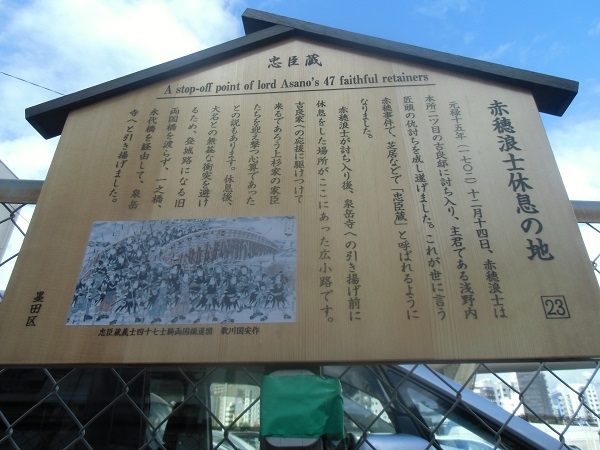 忠臣蔵
A stop-off point of lord Asano's 47 faithful retainers
赤穂浪士休息の地
23
元禄十五年(一七〇二)十二月十四日、赤穂浪士は
本所二ツ目の吉良邸に討ち入り、主君である浅野内
匠頭の仇討ちを成し遂げました。これが世に言う
赤穂事件で、芝居などで「忠臣蔵」と呼ばれるように
なりました。
赤穂浪士が討ち入り後、泉岳寺への引き揚げ前に
休息をした場所がここにあった広小路です。
吉良家への応援に駆けつけて
来るであろう上杉家の家臣
たちを迎え撃つ心算であった
との説もあります。休息後、
大名との無益な衝突を避け
るため、登城路になる旧
両国橋を渡らず、一之橋、
永代橋を経由して、泉岳
寺へと引き揚げました。
忠臣蔵義士四十七士騎両国橋退勝 歌川国安作
墨田区